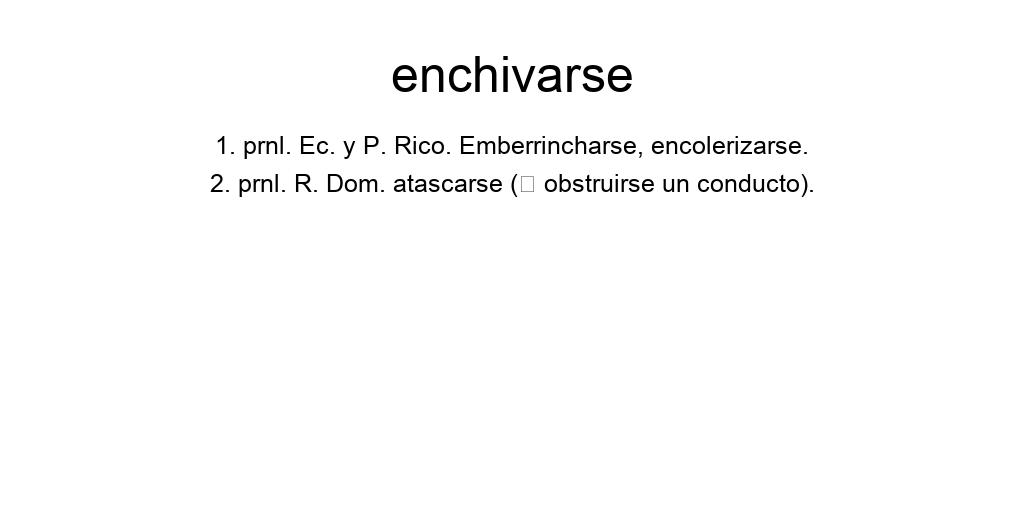 enchivarse
1. prnl. Ec. y P. Rico. Emberrincharse, encolerizarse.
2. prnl. R. Dom. atascarse (▯ obstruirse un conducto).